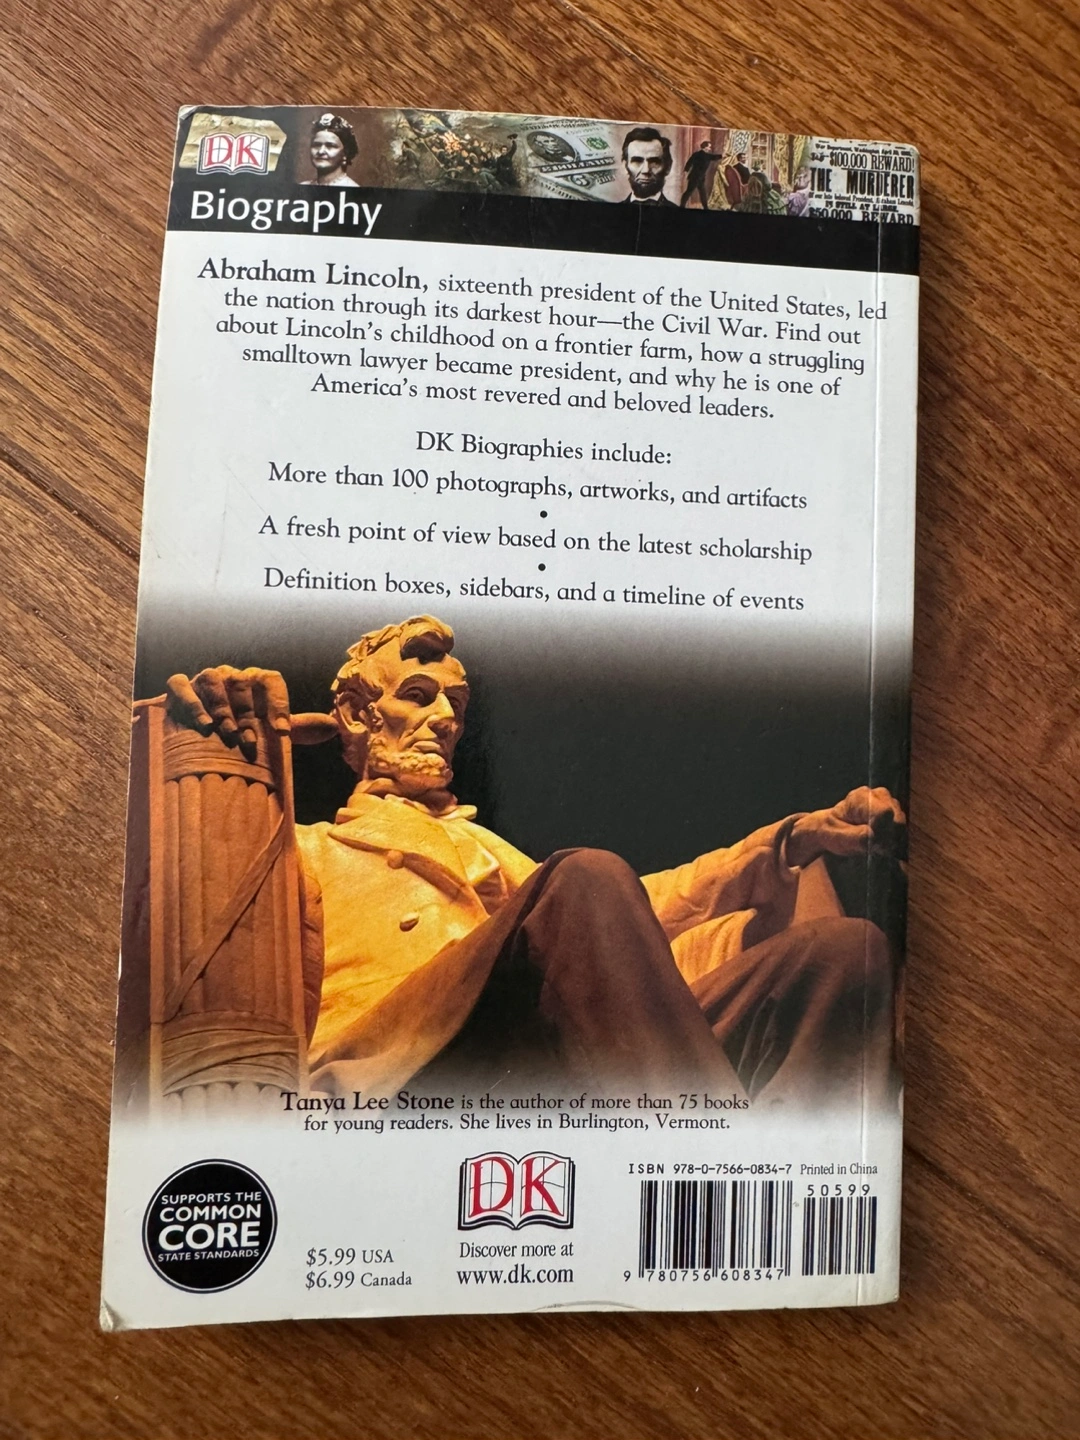 DK
$100,000 REWARD!
THE MURDERER
IS STILL AT LARGE.
$50,000 REWARD
Biography
Abraham Lincoln, sixteenth president of the United States, led
the nation through its darkest hour—the Civil War. Find out
about Lincoln's childhood on a frontier farm, how a struggling
smalltown lawyer became president, and why he is one of
America's most revered and beloved leaders.
DK Biographies include:
More than 100 photographs, artworks, and artifacts
•
A fresh point of view based on the latest scholarship
•
Definition boxes, sidebars, and a timeline of events
Tanya Lee Stone is the author of more than 75 books
for young readers. She lives in Burlington, Vermont.
SUPPORTS THE
COMMON
CORE
STATE STANDARDS
$5.99 USA
$6.99 Canada
DK
Discover more at
www.dk.com
ISBN 978-0-7566-0834-7 Printed in China
50599
9 780756 608347